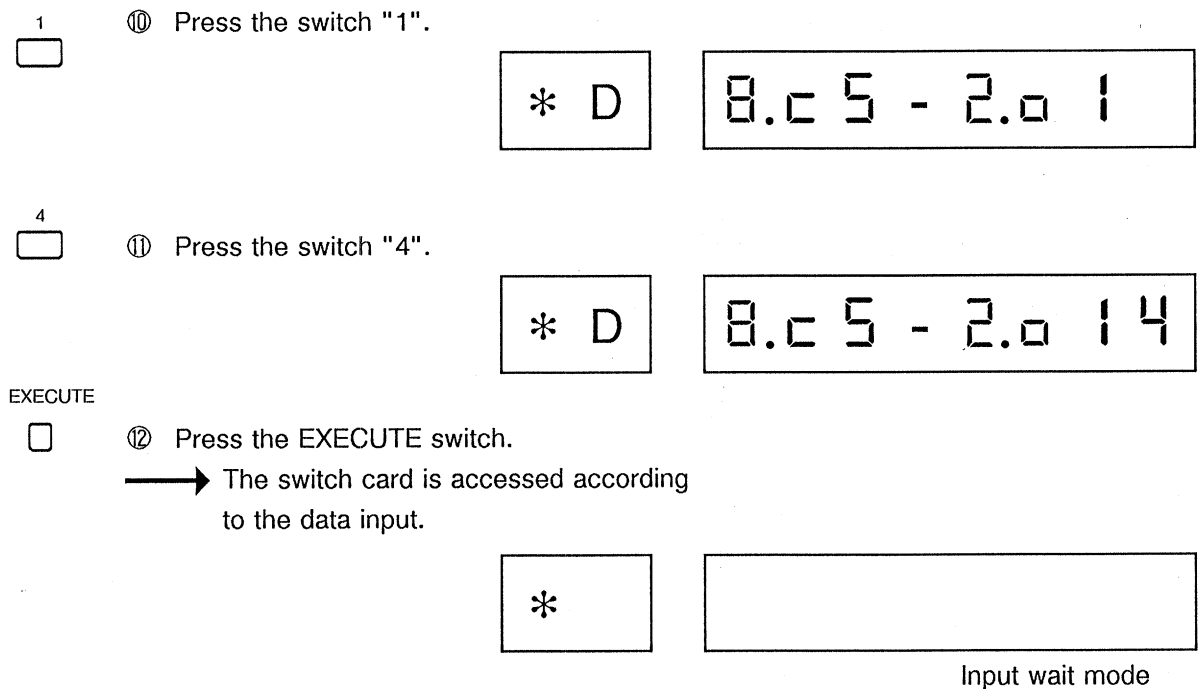 1
⑩ Press the switch "1".
* D 8.c 5 - 2.o 1
4
⑪ Press the switch "4".
* D 8.c 5 - 2.o 1 4
EXECUTE
⑫ Press the EXECUTE switch.
→ The switch card is accessed according
to the data input.
*
Input wait mode